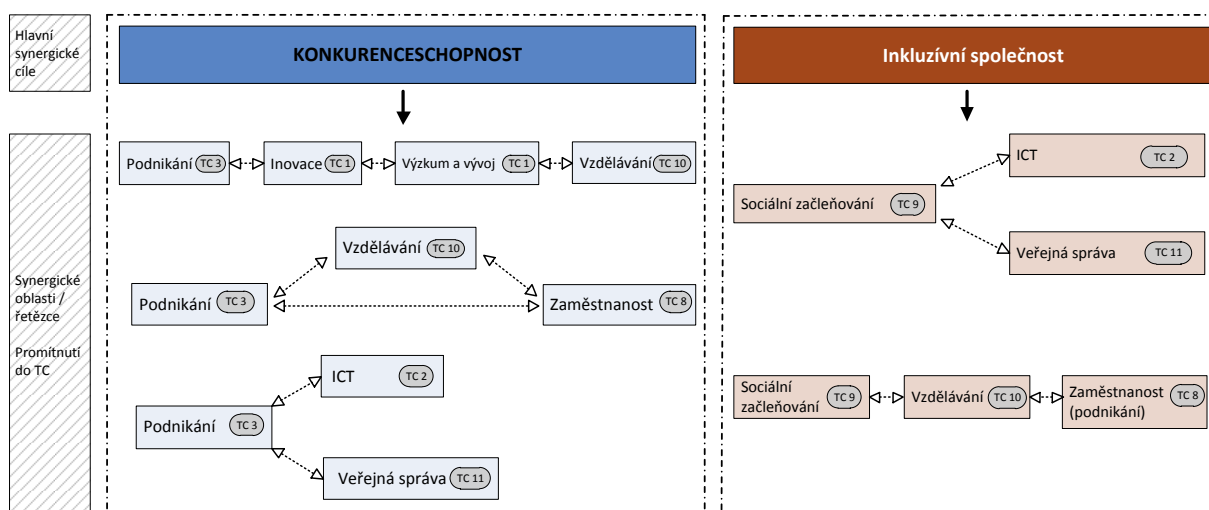 Hlavní
synergické
cíle
KONKURENCESCHOPNOST
Inkluzívní společnost
Synergické
oblasti /
řetězce
Promítnutí
do TC
Podnikání TC 3
Inovace TC 1
Výzkum a vývoj TC 1
Vzdělávání TC 10
Vzdělávání TC 10
Podnikání TC 3
Zaměstnanost TC 8
ICT TC 2
Podnikání TC 3
Veřejná správa TC 11
ICT TC 2
Sociální začleňování TC 9
Veřejná správa TC 11
Sociální
začleňování TC 9
Vzdělávání TC 10
Zaměstnanost TC 8
(podnikání)